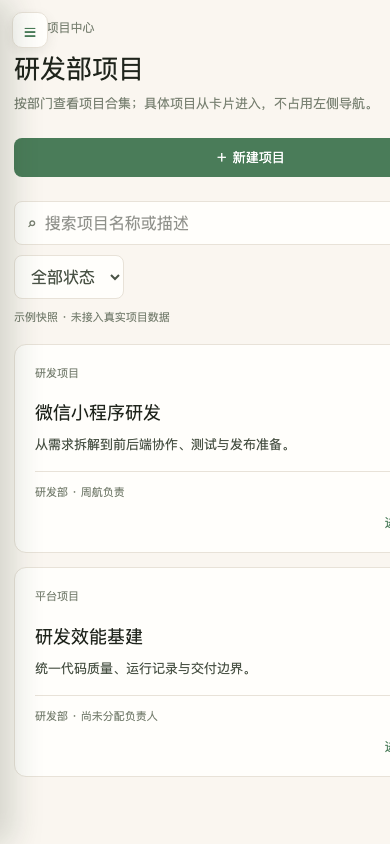 项目中心
研发部项目
按部门查看项目合集；具体项目从卡片进入，不占用左侧导航。
+ 新建项目
搜索项目名称或描述
全部状态
示例快照 · 未接入真实项目数据
研发项目
微信小程序研发
从需求拆解到前后端协作、测试与发布准备。
研发部 · 周航负责
平台项目
研发效能基建
统一代码质量、运行记录与交付边界。
研发部 · 尚未分配负责人